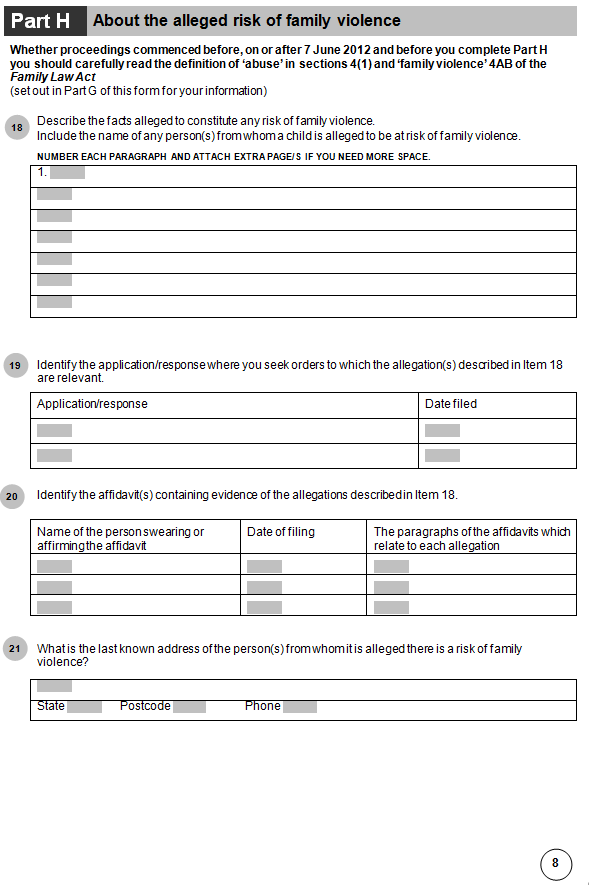 Part H About the alleged risk of family violence
Whether proceedings commenced before, on or after 7 June 2012 and before you complete Part H
you should carefully read the definition of ‘abuse’ in sections 4(1) and ‘family violence’ 4AB of the
Family Law Act
(set out in Part G of this form for your information)
18 Describe the facts alleged to constitute any risk of family violence.
Include the name of any person(s) from whom a child is alleged to be at risk of family violence.
NUMBER EACH PARAGRAPH AND ATTACH EXTRA PAGE/S IF YOU NEED MORE SPACE.
1.
19 Identify the application/response where you seek orders to which the allegation(s) described in Item 18
are relevant.
Application/response Date filed
20 Identify the affidavit(s) containing evidence of the allegations described in Item 18.
Name of the person swearing or Date of filing The paragraphs of the affidavits which
affirming the affidavit relate to each allegation
21 What is the last known address of the person(s) from whom it is alleged there is a risk of family
violence?
State Postcode Phone
8